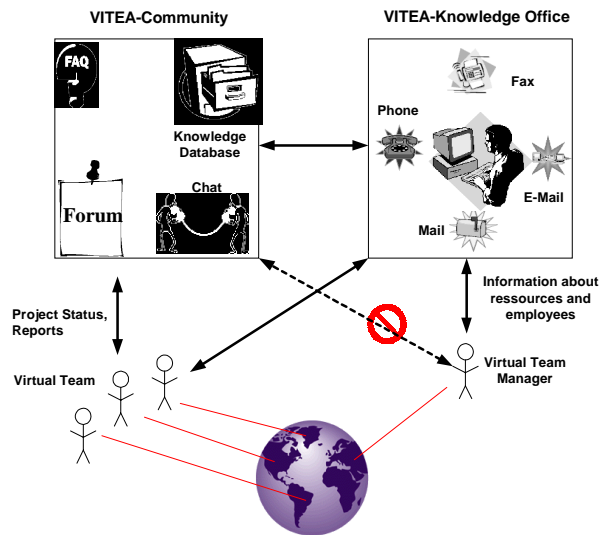 VITEA-Community
VITEA-Knowledge Office
FAQ
Knowledge
Database
Forum
Chat
Fax
Phone
E-Mail
Mail
Project Status,
Reports
Information about
ressources and
employees
Virtual Team
Virtual Team
Manager